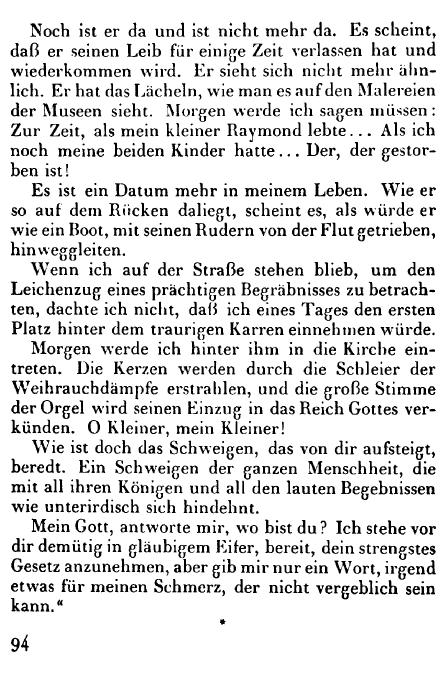 Noch ist er da und ist nicht mehr da. Es scheint,
daß er seinen Leib für einige Zeit verlassen hat und
wiederkommen wird. Er sieht sich nicht mehr ähn-
lich. Er hat das Lächeln, wie man es auf den Malereien
der Museen sieht. Morgen werde ich sagen müssen:
Zur Zeit, als mein kleiner Raymond lebte... Als ich
noch meine beiden Kinder hatte... Der, der gestor-
ben ist!
Es ist ein Datum mehr in meinem Leben. Wie er
so auf dem Rücken daliegt, scheint es, als würde er
wie ein Boot, mit seinen Rudern von der Flut getrieben,
hinweggleiten.
Wenn ich auf der Straße stehen blieb, um den
Leichenzug eines prächtigen Begräbnisses zu betrach-
ten, dachte ich nicht, daß ich eines Tages den ersten
Platz hinter dem traurigen Karren einnehmen würde.
Morgen werde ich hinter ihm in die Kirche ein-
treten. Die Kerzen werden durch die Schleier der
Weihrauchdämpfe erstrahlen, und die große Stimme
der Orgel wird seinen Einzug in das Reich Gottes ver-
künden. O Kleiner, mein Kleiner!
Wie ist doch das Schweigen, das von dir aufsteigt,
beredt. Ein Schweigen der ganzen Menschheit, die
mit all ihren Königen und all den lauten Begebnissen
wie unterirdisch sich hindehnt.
Mein Gott, antworte mir, wo bist du? Ich stehe vor
dir demütig in gläubigem Eifer, bereit, dein strengstes
Gesetz anzunehmen, aber gib mir nur ein Wort, irgend
etwas für meinen Schmerz, der nicht vergeblich sein
kann.“
*
94